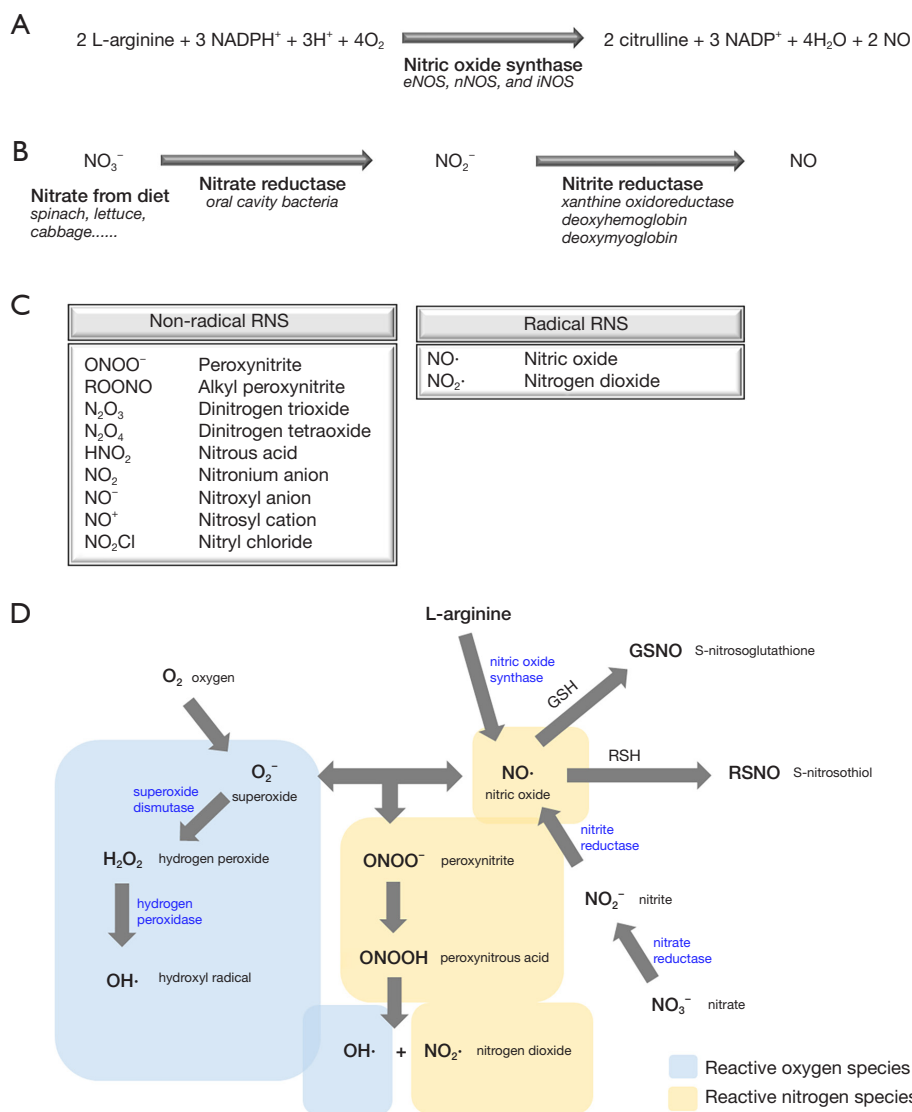 A
2 L-arginine + 3 NADPH⁺ + 3H⁺ + 4O₂
2 citrulline + 3 NADP⁺ + 4H₂O + 2 NO
Nitric oxide synthase
eNOS, nNOS, and iNOS
B
NO₃⁻
NO₂⁻
NO
Nitrate from diet
spinach, lettuce,
cabbage......
Nitrate reductase
oral cavity bacteria
Nitrite reductase
xanthine oxidoreductase
deoxyhemoglobin
deoxymyoglobin
C
Non-radical RNS
ONOO⁻ Peroxynitrite
ROONO Alkyl peroxynitrite
N₂O₃ Dinitrogen trioxide
N₂O₄ Dinitrogen tetraoxide
HNO₂ Nitrous acid
NO₂ Nitronium anion
NO⁻ Nitroxyl anion
NO⁺ Nitrosyl cation
NO₂Cl Nitryl chloride
Radical RNS
NO· Nitric oxide
NO₂· Nitrogen dioxide
D
L-arginine
nitric oxide
synthase
GSH
GSNO S-nitrosoglutathione
O₂ oxygen
O₂⁻
superoxide
NO·
nitric oxide
RSH
RSNO S-nitrosothiol
superoxide
dismutase
H₂O₂ hydrogen peroxide
hydrogen
peroxidase
OH· hydroxyl radical
ONOO⁻ peroxynitrite
ONOOH peroxynitrous acid
nitrite
reductase
NO₂⁻ nitrite
nitrate
reductase
NO₃⁻ nitrate
OH· + NO₂· nitrogen dioxide
Reactive oxygen species
Reactive nitrogen species